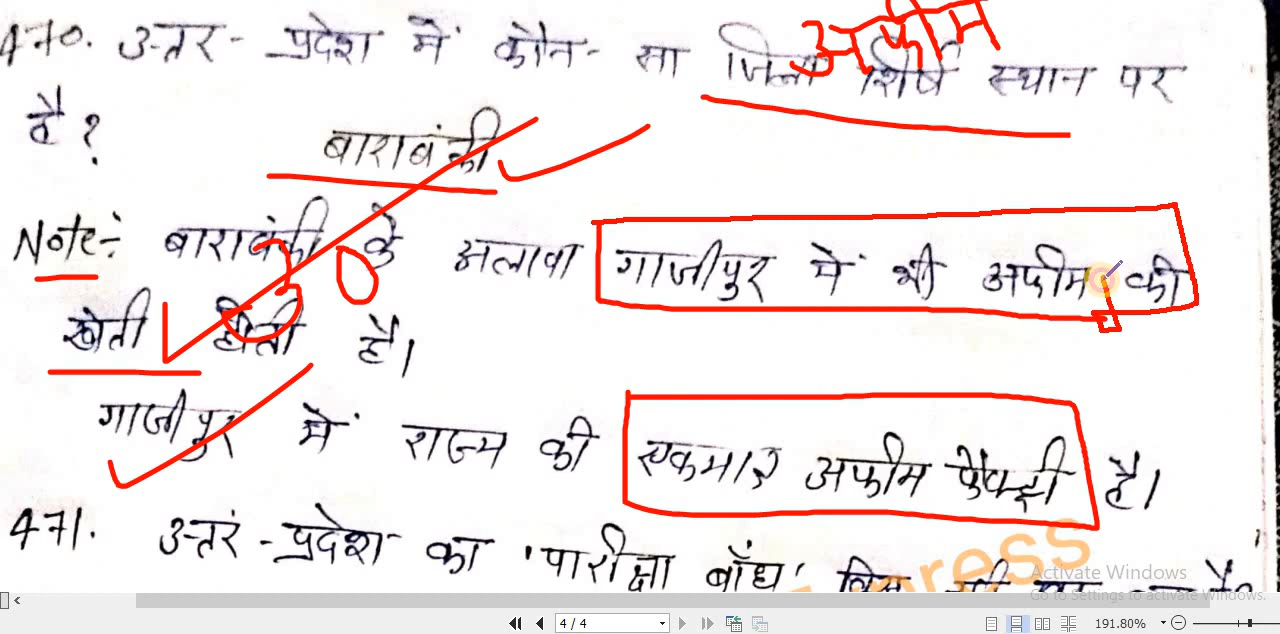 अफीम
470. उत्तर - प्रदेश में कौन - सा जिला शिर्ष स्थान पर
है?
बाराबंकी
Note:- बाराबंकी के अलावा गाजीपुर में भी अफीम की
खेती होती है।
गाजीपुर में राज्य की एकमात्र अफीम फैक्ट्री है।
471. उत्तर - प्रदेश का 'पारीक्षा बाँध' किस
press
Activate Windows
Go to Settings to activate Windows.
4 / 4
191.80%